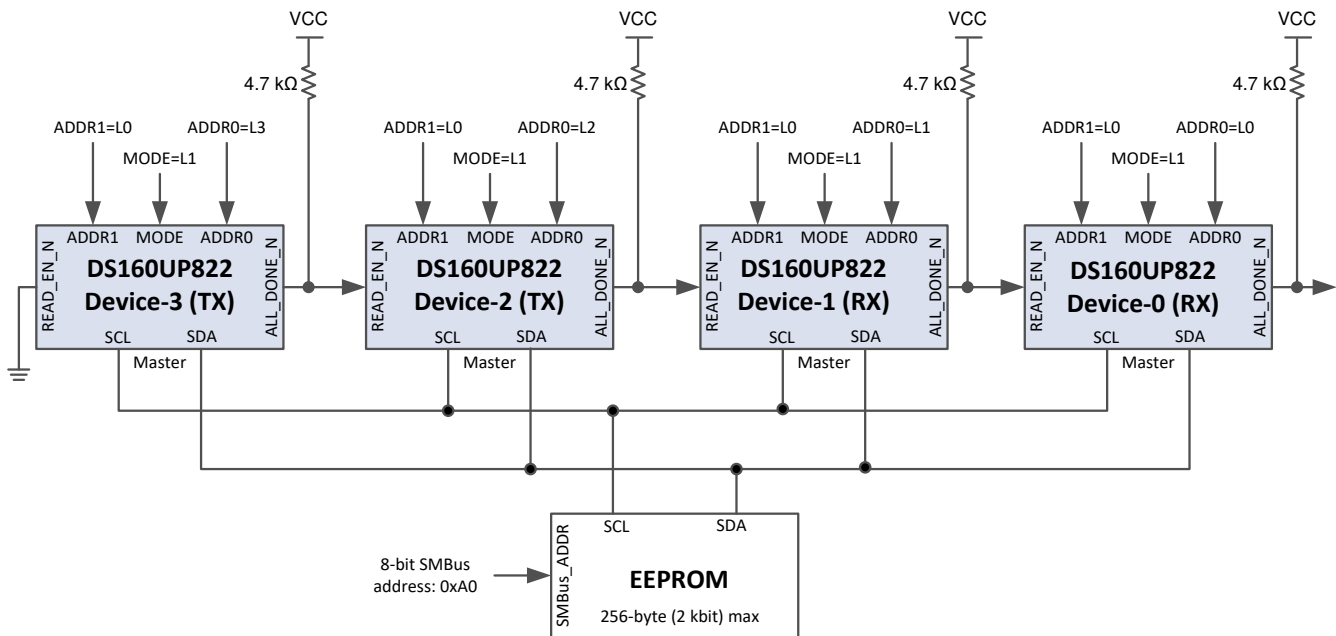 VCC
VCC
VCC
VCC
4.7 kΩ
4.7 kΩ
4.7 kΩ
4.7 kΩ
ADDR1=L0
ADDR0=L3
ADDR1=L0
ADDR0=L2
ADDR1=L0
ADDR0=L1
ADDR1=L0
ADDR0=L0
MODE=L1
MODE=L1
MODE=L1
MODE=L1
READ_EN_N
ADDR1
MODE
ADDR0
ALL_DONE_N
DS160UP822
Device-3 (TX)
SCL
SDA
Master
READ_EN_N
ADDR1
MODE
ADDR0
ALL_DONE_N
DS160UP822
Device-2 (TX)
SCL
SDA
Master
READ_EN_N
ADDR1
MODE
ADDR0
ALL_DONE_N
DS160UP822
Device-1 (RX)
SCL
SDA
Master
READ_EN_N
ADDR1
MODE
ADDR0
ALL_DONE_N
DS160UP822
Device-0 (RX)
SCL
SDA
Master
8-bit SMBus
address: 0xA0
SMBus_ADDR
SCL
SDA
EEPROM
256-byte (2 kbit) max